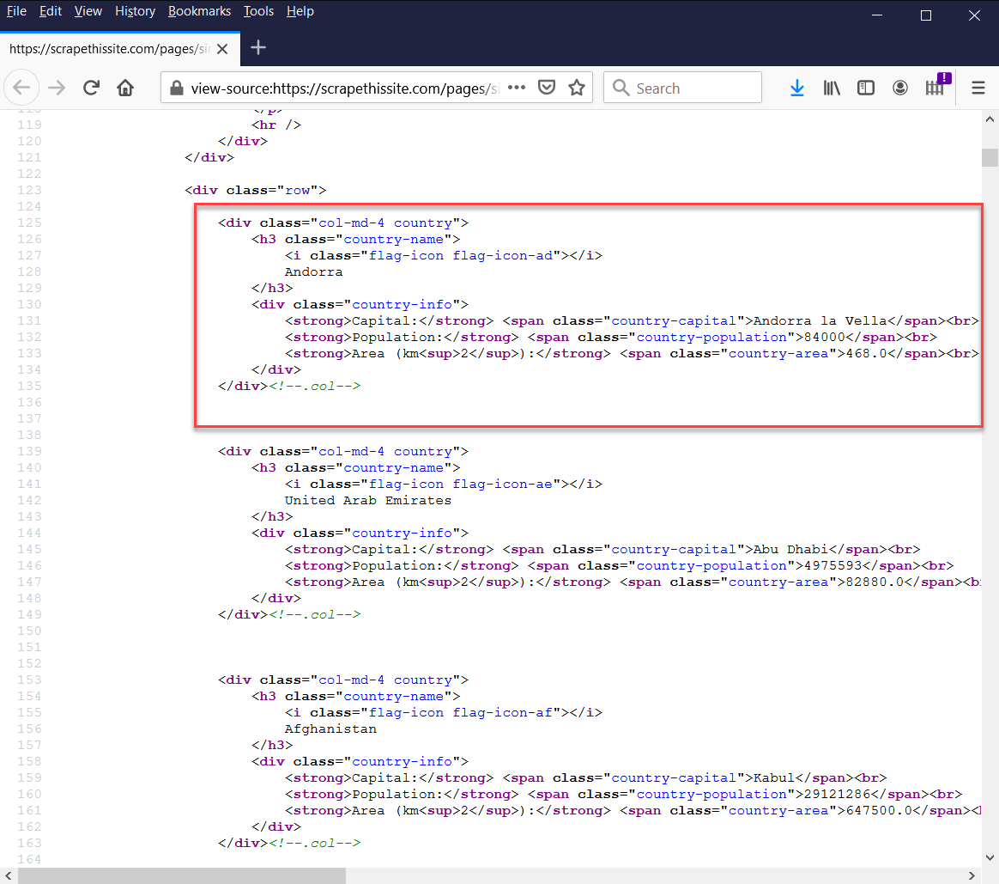 File Edit View History Bookmarks Tools Help
https://scrapethissite.com/pages/si
view-source:https://scrapethissite.com/pages/si ••• Search !
118 </p>
119 <hr />
120 </div>
121 </div>
122
123 <div class="row">
124
125 <div class="col-md-4 country">
126 <h3 class="country-name">
127 <i class="flag-icon flag-icon-ad"></i>
128 Andorra
129 </h3>
130 <div class="country-info">
131 <strong>Capital:</strong> <span class="country-capital">Andorra la Vella</span><br>
132 <strong>Population:</strong> <span class="country-population">84000</span><br>
133 <strong>Area (km<sup>2</sup>):</strong> <span class="country-area">468.0</span><br>
134 </div>
135 </div><!--.col-->
136
137
138
139 <div class="col-md-4 country">
140 <h3 class="country-name">
141 <i class="flag-icon flag-icon-ae"></i>
142 United Arab Emirates
143 </h3>
144 <div class="country-info">
145 <strong>Capital:</strong> <span class="country-capital">Abu Dhabi</span><br>
146 <strong>Population:</strong> <span class="country-population">4975593</span><br>
147 <strong>Area (km<sup>2</sup>):</strong> <span class="country-area">82880.0</span><b
148 </div>
149 </div><!--.col-->
150
151
152
153 <div class="col-md-4 country">
154 <h3 class="country-name">
155 <i class="flag-icon flag-icon-af"></i>
156 Afghanistan
157 </h3>
158 <div class="country-info">
159 <strong>Capital:</strong> <span class="country-capital">Kabul</span><br>
160 <strong>Population:</strong> <span class="country-population">29121286</span><br>
161 <strong>Area (km<sup>2</sup>):</strong> <span class="country-area">647500.0</span><
162 </div>
163 </div><!--.col-->
164